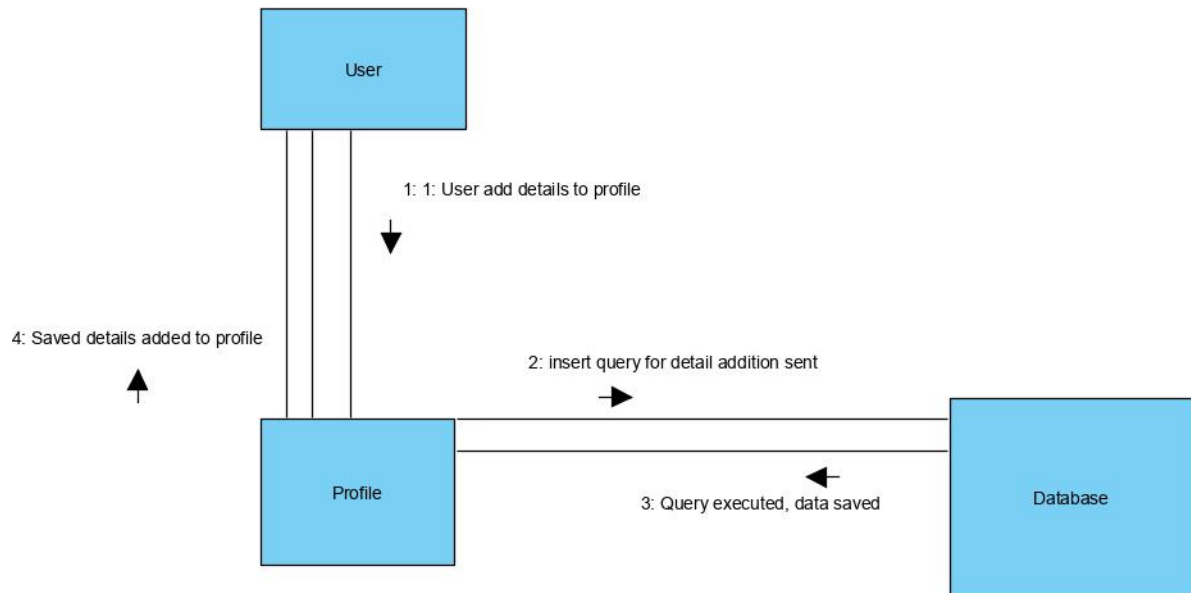 User
1: 1: User add details to profile
4: Saved details added to profile
2: insert query for detail addition sent
Profile
3: Query executed, data saved
Database